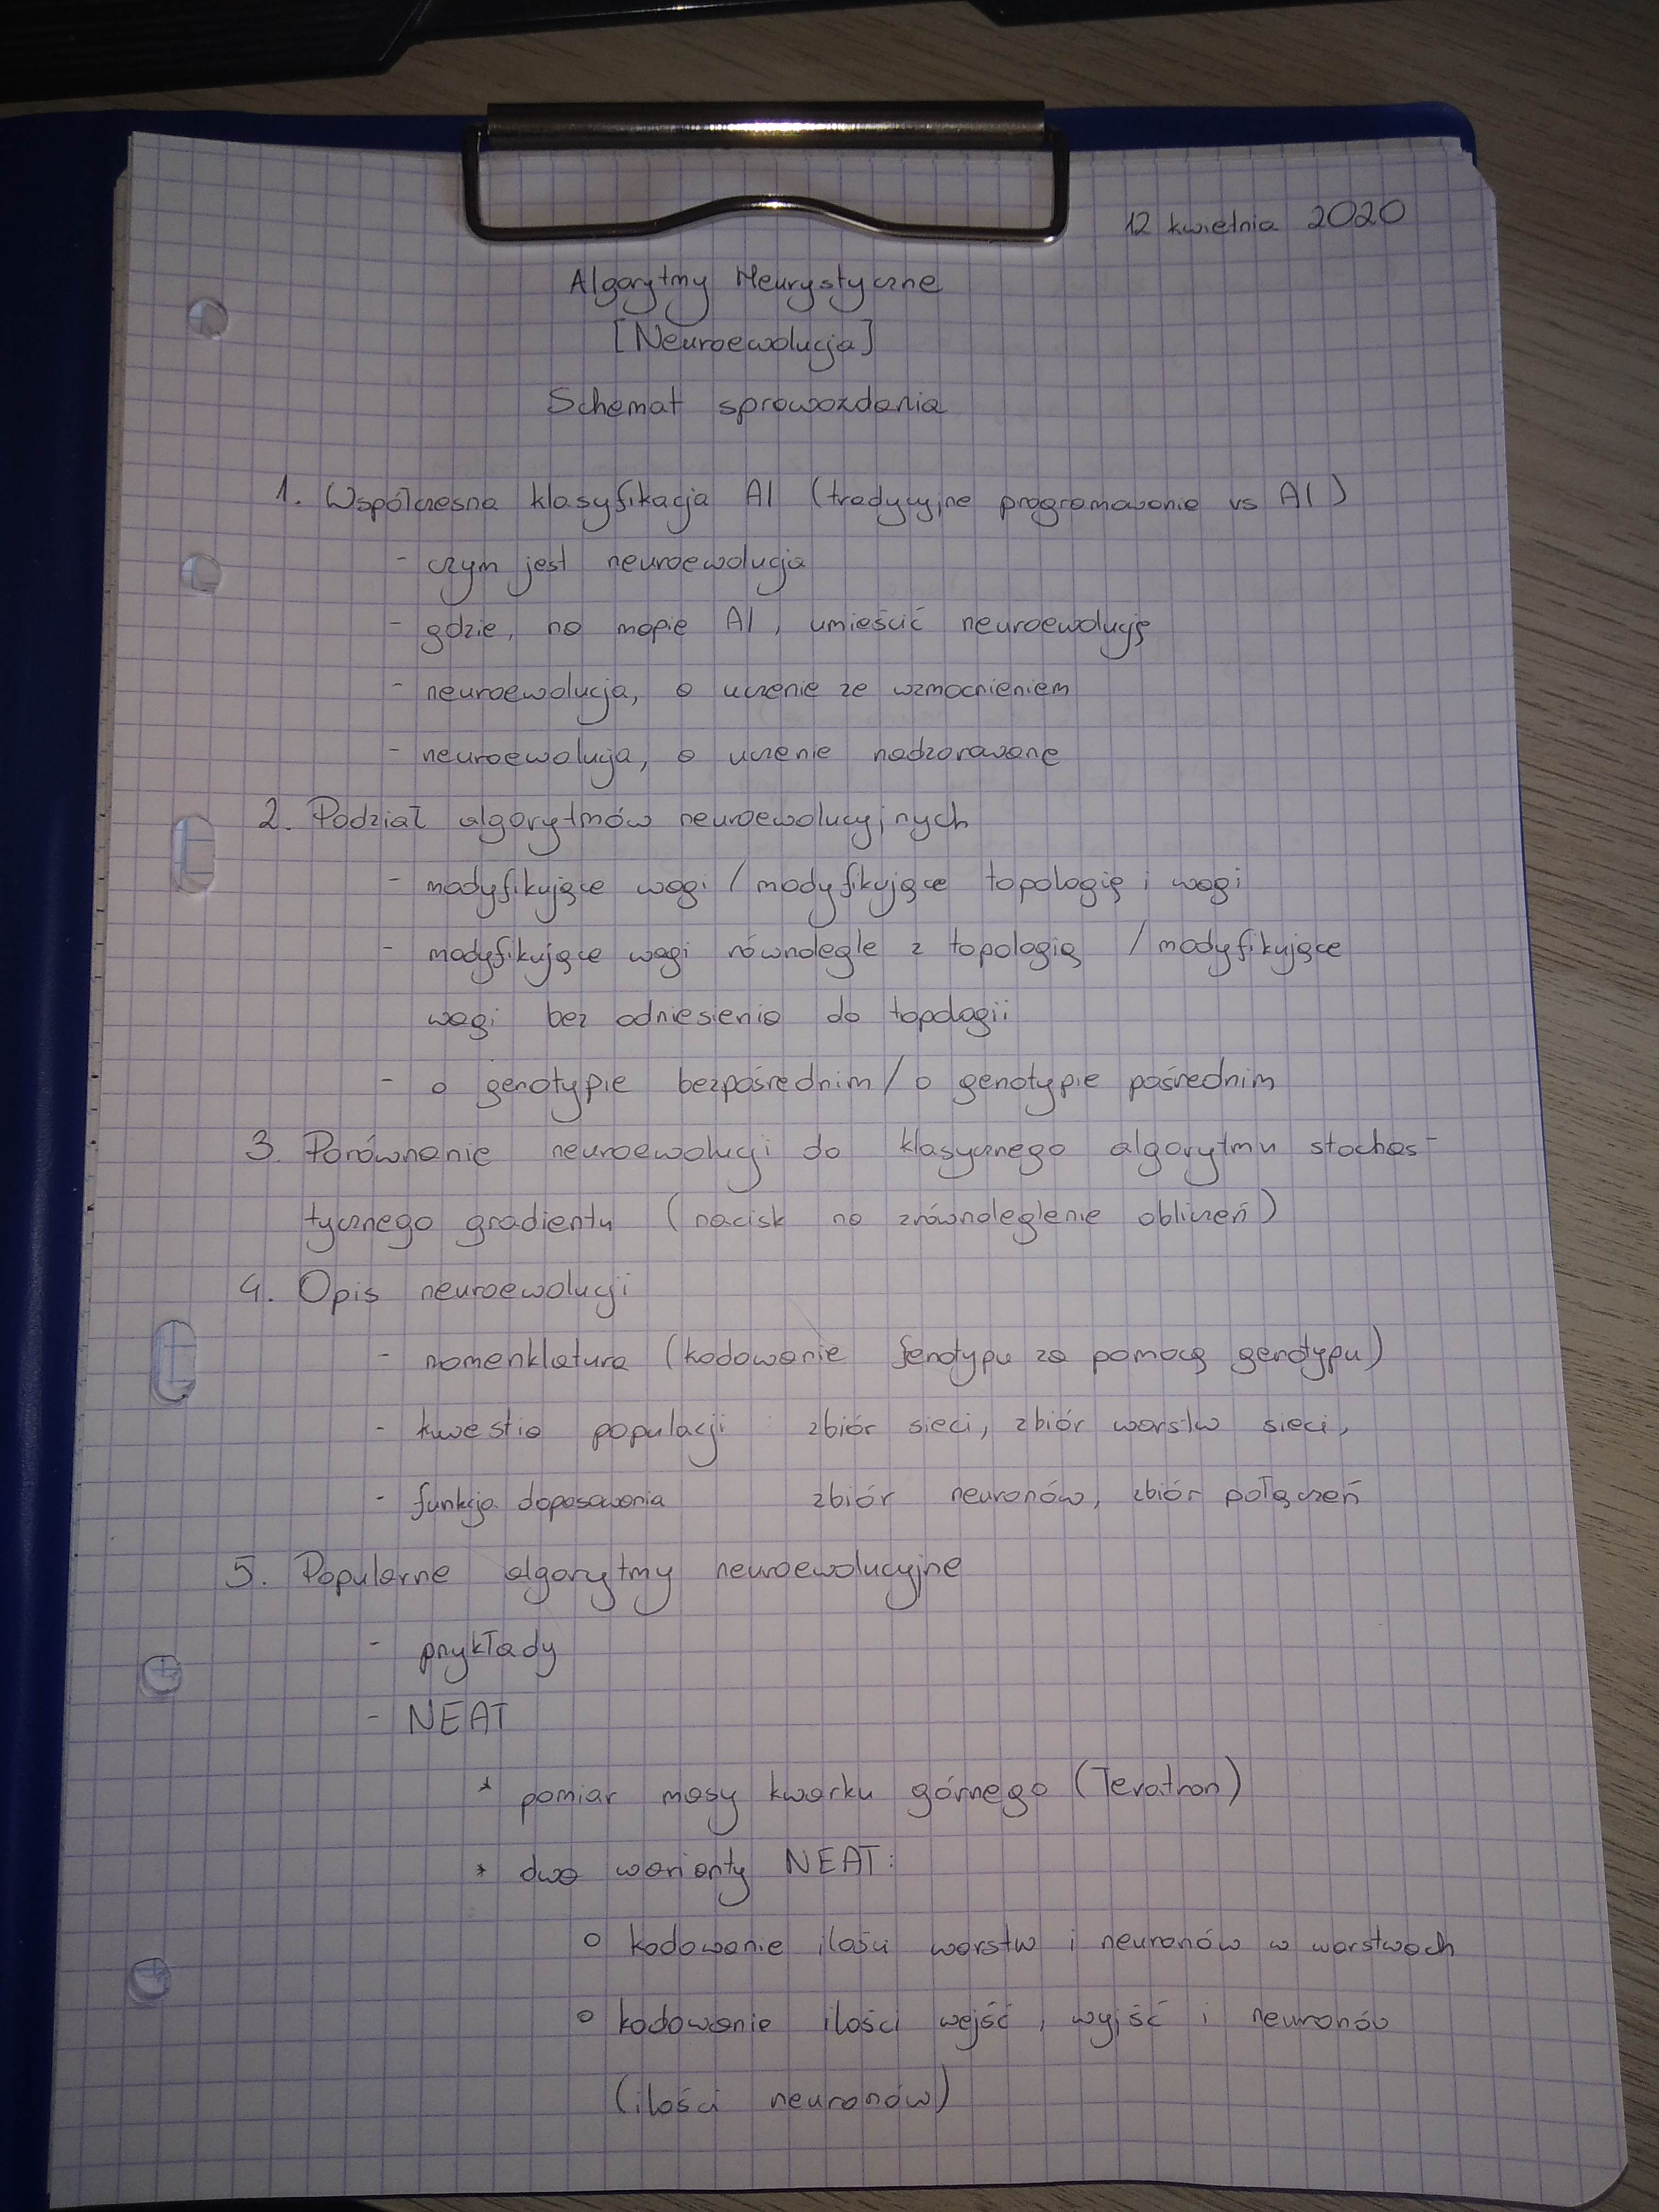 12 kwietnia 2020
Algorytmy Heurystyczne
[Neuroewolucja]
Schemat sprawozdania
1. Współczesna klasyfikacja AI (tradycyjne programowanie vs AI)
- czym jest neuroewolucja
- gdzie, na mapie AI, umieścić neuroewolucję
- neuroewolucja, a uczenie ze wzmocnieniem
- neuroewolucja, a uczenie nadzorowane
2. Podział algorytmów neuroewolucyjnych
- modyfikujące wagi / modyfikujące topologię i wagi
- modyfikujące wagi równolegle z topologią / modyfikujące
wagi bez odniesienia do topologii
- o genotypie bezpośrednim / o genotypie pośrednim
3. Porównanie neuroewolucji do klasycznego algorytmu stochas-
tycznego gradientu (nacisk na zrównoleglenie obliczeń)
4. Opis neuroewolucji
- nomenklatura (kodowanie fenotypu za pomocą genotypu)
- kwestia populacji zbiór sieci, zbiór warstw sieci,
- funkcja dopasowania zbiór neuronów, zbiór połączeń
5. Popularne algorytmy neuroewolucyjne
- przykłady
- NEAT
* pomiar masy kwarku górnego (Tevatron)
* dwa warianty NEAT:
o kodowanie ilości warstw i neuronów w warstwach
o kodowanie ilości wejść, wyjść i neuronów
(ilości neuronów)